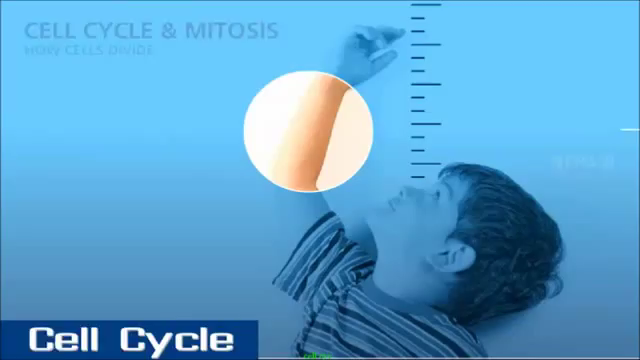 CELL CYCLE & MITOSIS
HOW CELLS DIVIDE
Cell Cycle